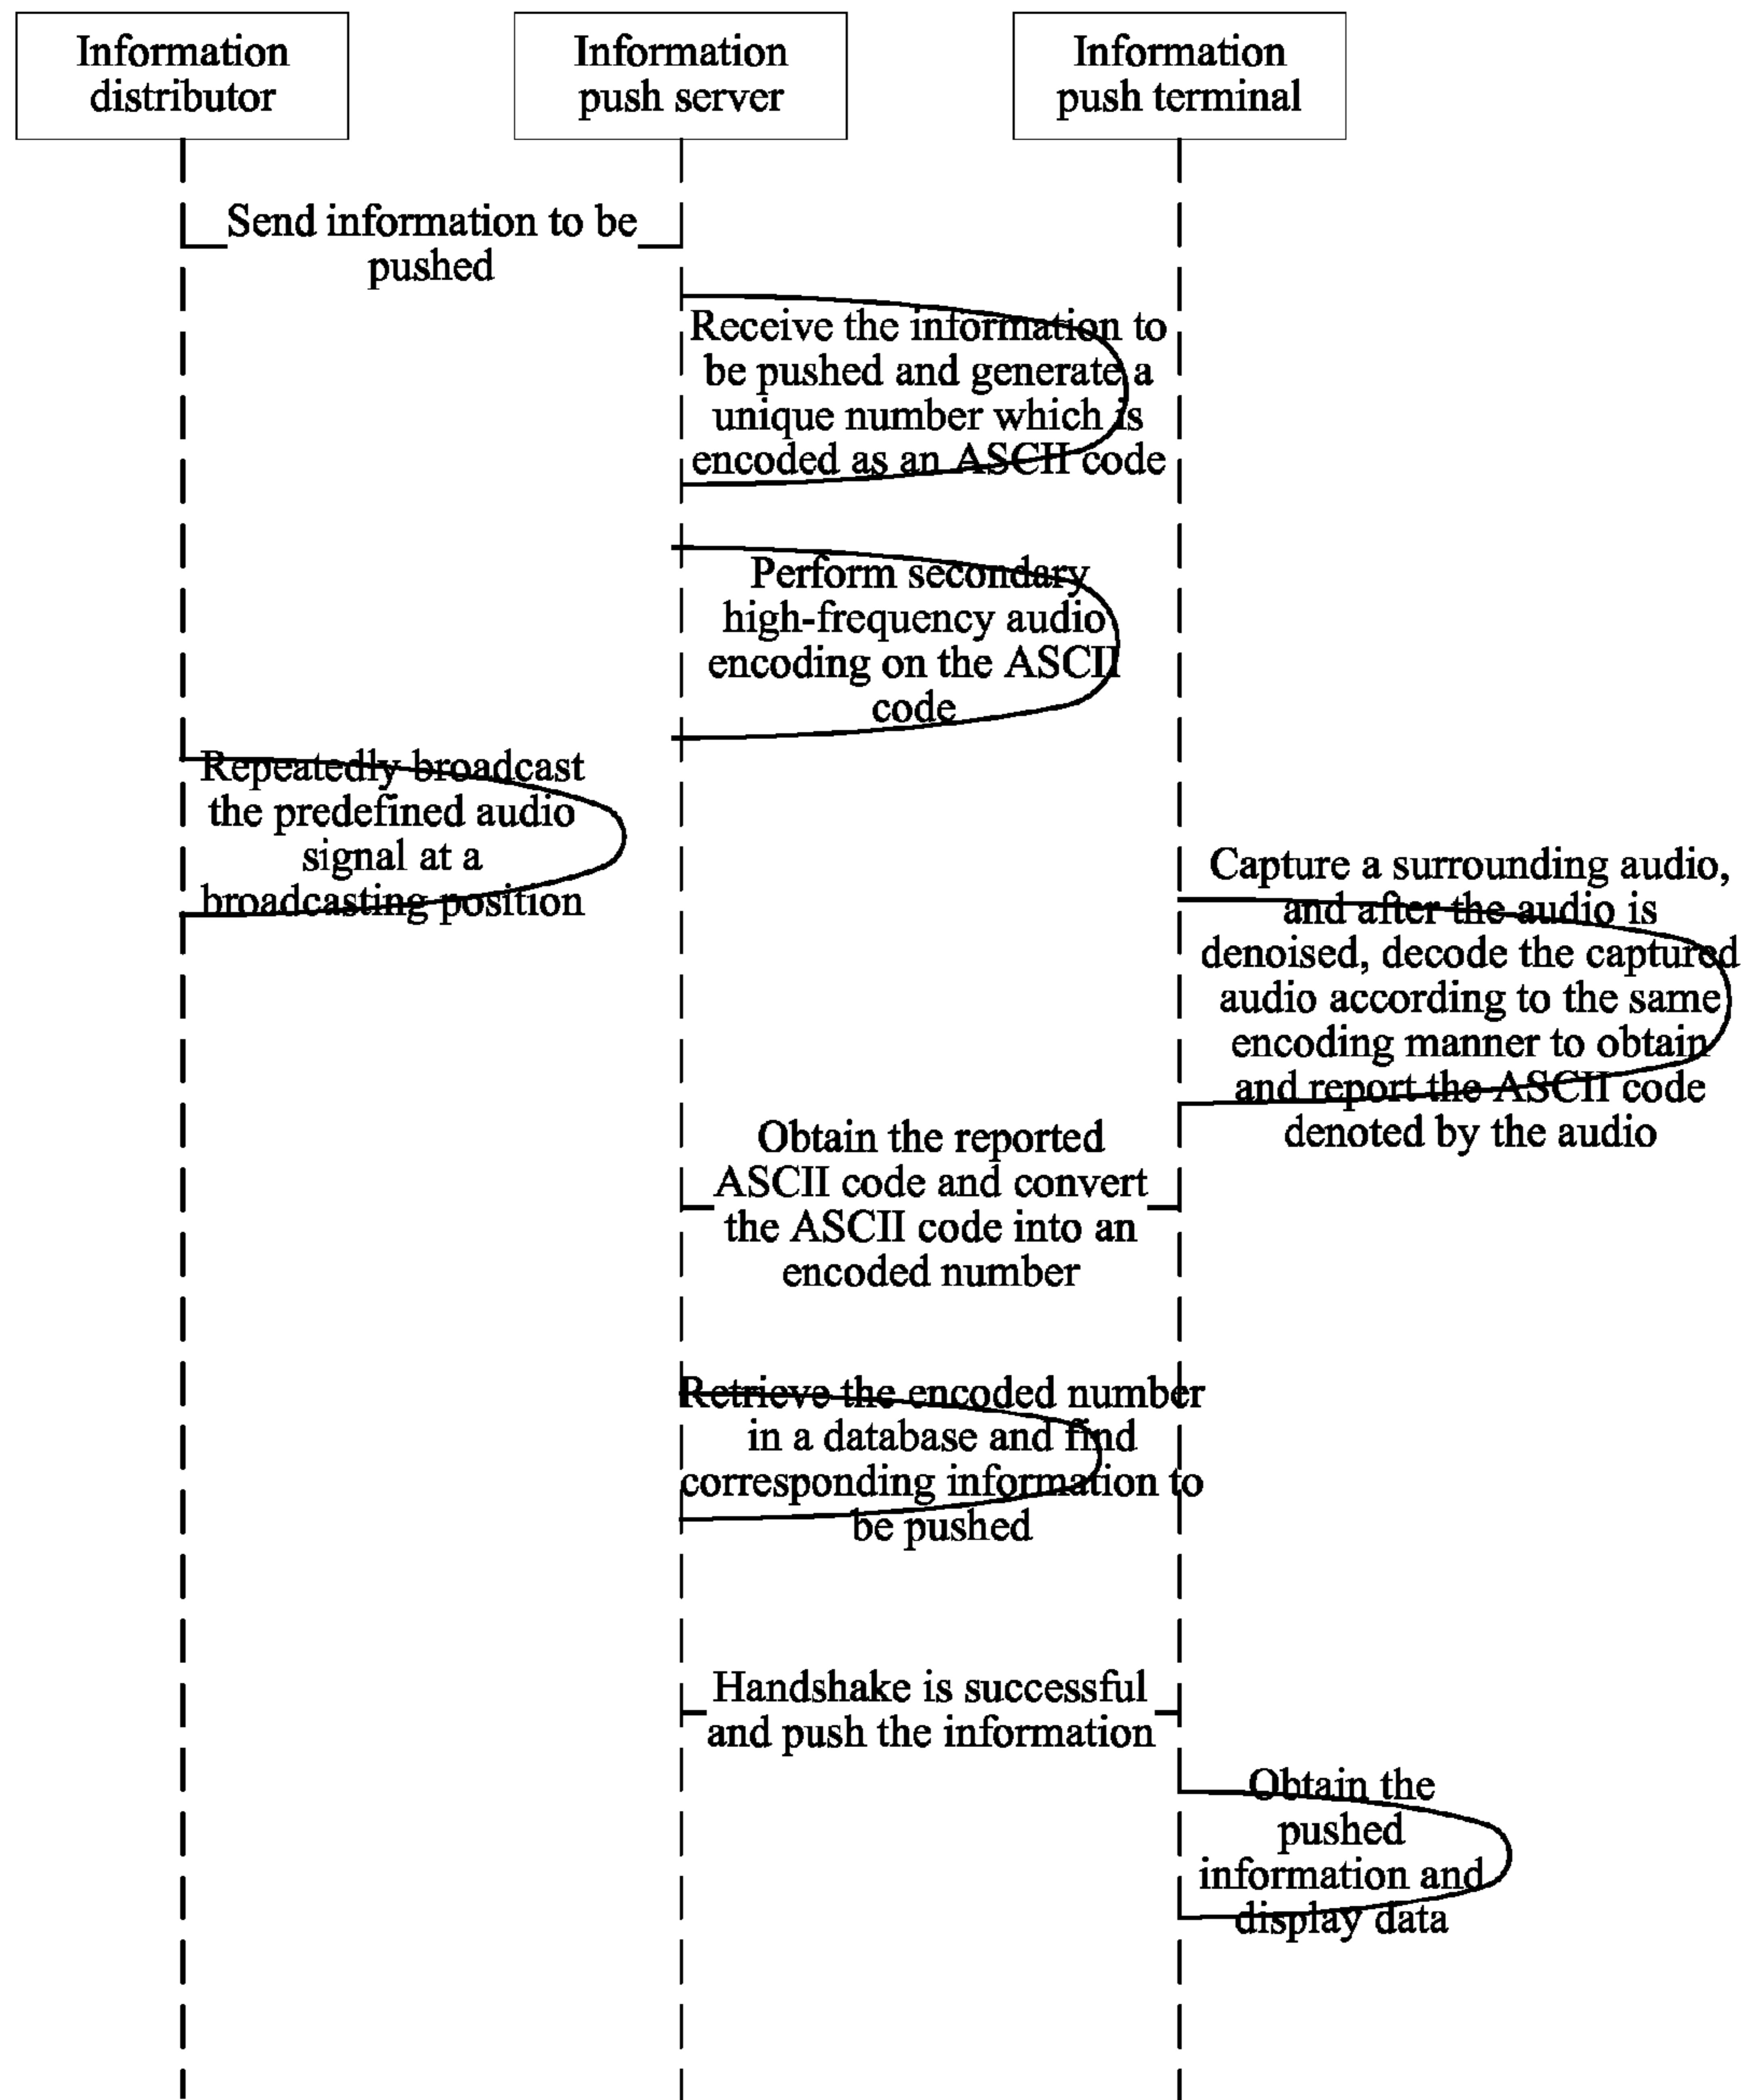 Information
distributor
Information
push server
Information
push terminal
Send information to be
pushed
Receive the information to
be pushed and generate a
unique number which is
encoded as an ASCII code
Perform secondary
high-frequency audio
encoding on the ASCII
code
Repeatedly broadcast
the predefined audio
signal at a
broadcasting position
Capture a surrounding audio,
and after the audio is
denoised, decode the captured
audio according to the same
encoding manner to obtain
and report the ASCII code
denoted by the audio
Obtain the reported
ASCII code and convert
the ASCII code into an
encoded number
Retrieve the encoded number
in a database and find
corresponding information to
be pushed
Handshake is successful
and push the information
Obtain the
pushed
information and
display data